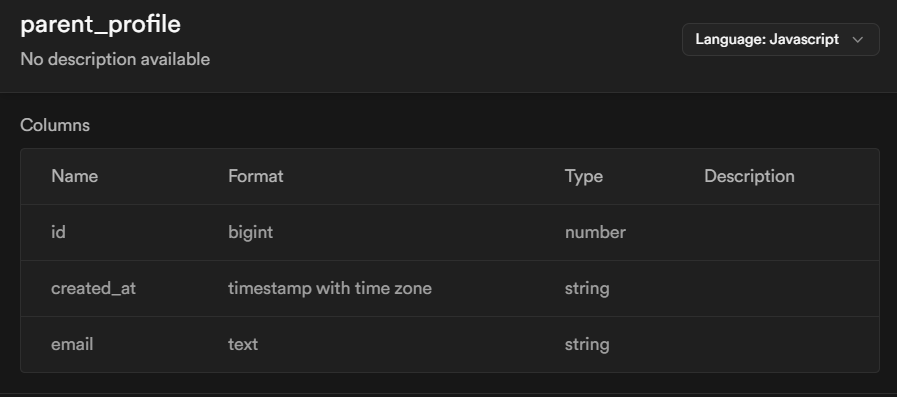 parent_profile
Language: Javascript
No description available
Columns
Name Format Type Description
id bigint number
created_at timestamp with time zone string
email text string